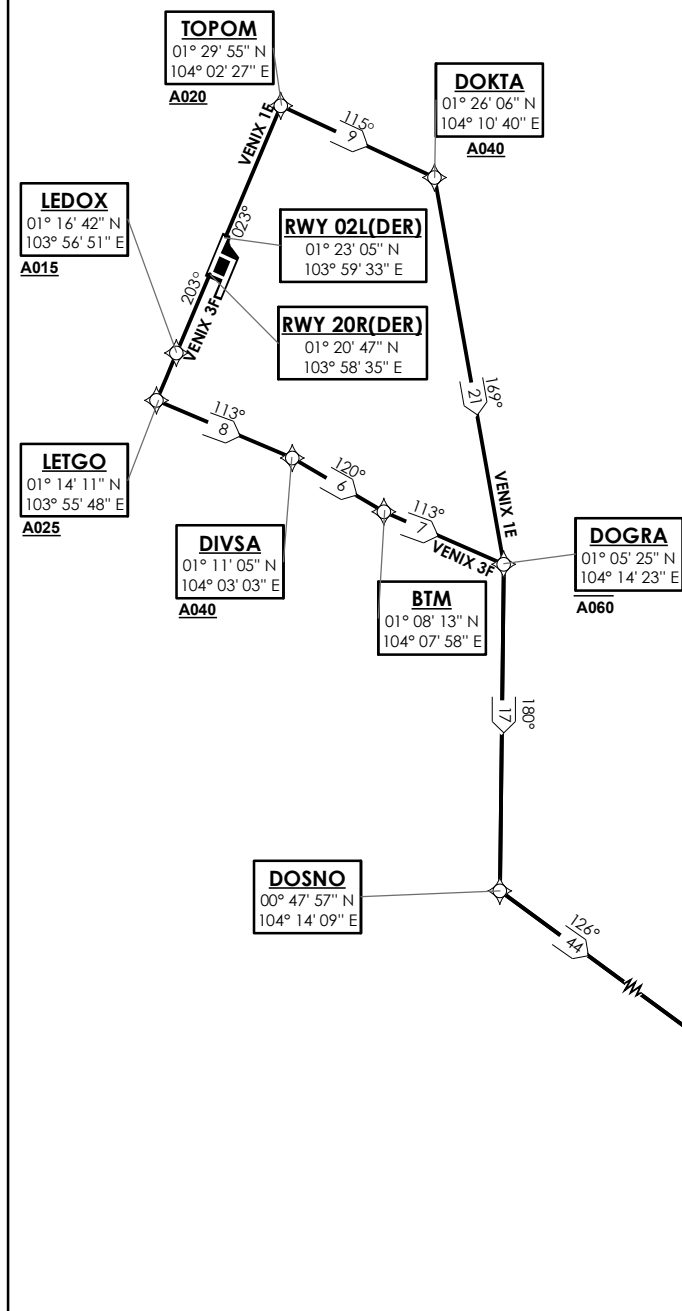 TOPOM
01° 29' 55" N
104° 02' 27" E
A020
DOKTA
01° 26' 06" N
104° 10' 40" E
A040
115°
9
VENIX 1E
023°
LEDOX
01° 16' 42" N
103° 56' 51" E
A015
RWY 02L(DER)
01° 23' 05" N
103° 59' 33" E
203°
VENIX 3F
RWY 20R(DER)
01° 20' 47" N
103° 58' 35" E
169°
21
VENIX 1E
LETGO
01° 14' 11" N
103° 55' 48" E
A025
113°
8
120°
6
113°
7
VENIX 3F
DIVSA
01° 11' 05" N
104° 03' 03" E
A040
BTM
01° 08' 13" N
104° 07' 58" E
DOGRA
01° 05' 25" N
104° 14' 23" E
A060
180°
17
DOSNO
00° 47' 57" N
104° 14' 09" E
126°
44